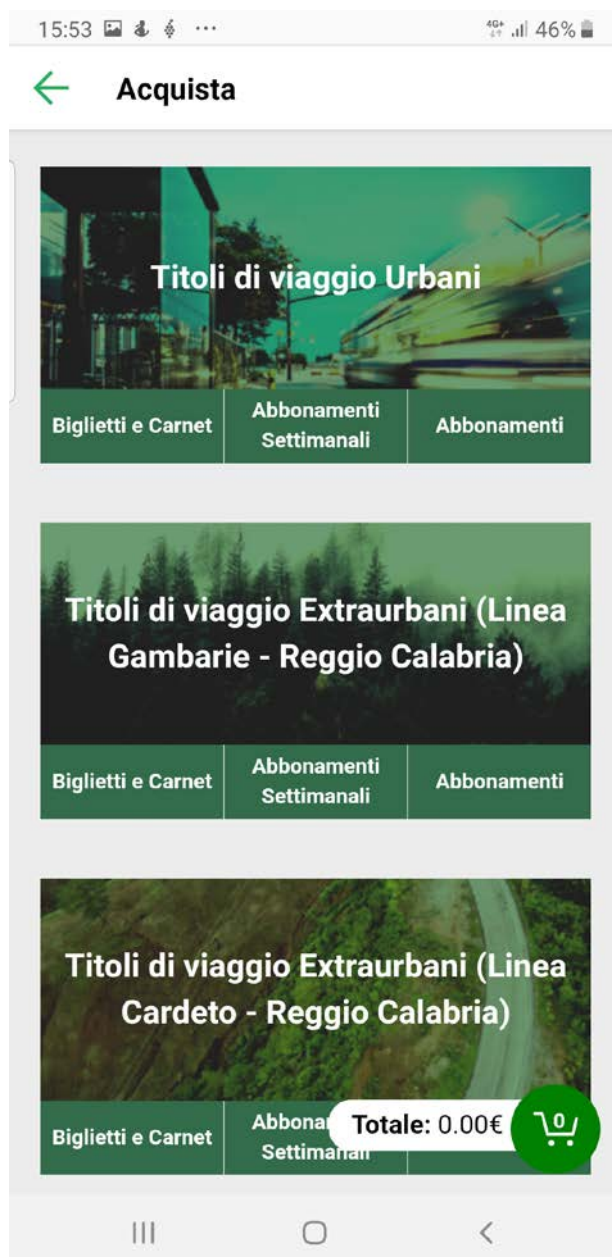 15:53 ... 4G+ 46%
Acquista
Titoli di viaggio Urbani
Biglietti e Carnet
Abbonamenti
Settimanali
Abbonamenti
Titoli di viaggio Extraurbani (Linea
Gambarie - Reggio Calabria)
Biglietti e Carnet
Abbonamenti
Settimanali
Abbonamenti
Titoli di viaggio Extraurbani (Linea
Cardeto - Reggio Calabria)
Biglietti e Carnet
Settimanali
Totale: 0.00€
0